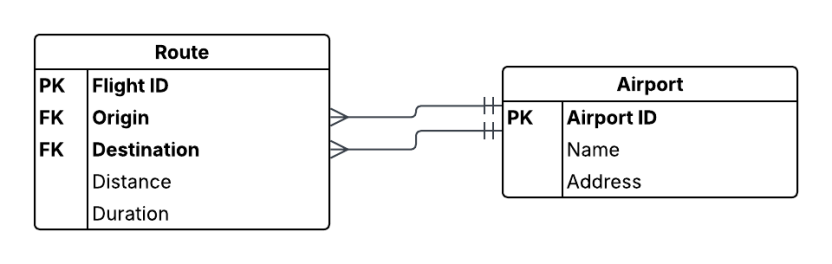 Route
PK Flight ID
FK Origin
FK Destination
Distance
Duration
Airport
PK Airport ID
Name
Address